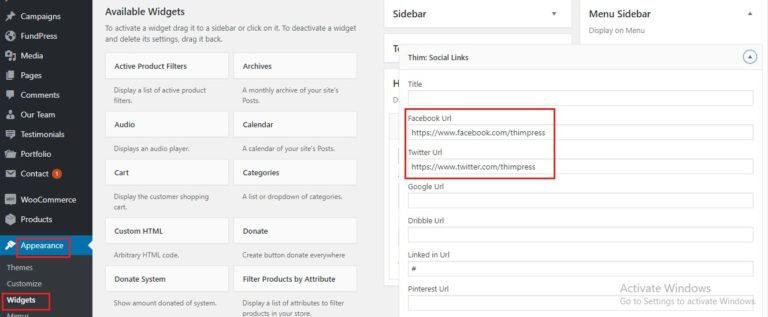 Campaigns
FundPress
Media
Pages
Comments
Our Team
Testimonials
Portfolio
Contact 1
WooCommerce
Products
Appearance
Themes
Customize
Widgets
Menus
Available Widgets
To activate a widget drag it to a sidebar or click on it. To deactivate a widget
and delete its settings, drag it back.
Active Product Filters
Display a list of active product
filters.
Archives
A monthly archive of your site's
Posts.
Audio
Displays an audio player.
Calendar
A calendar of your site's Posts.
Cart
Display the customer shopping
cart.
Categories
A list or dropdown of categories.
Custom HTML
Arbitrary HTML code.
Donate
Create button donate everywhere
Donate System
Show amount donated of system.
Filter Products by Attribute
Display a list of attributes to filter
products in your store.
Sidebar
Menu Sidebar
Display on Menu
Thim: Social Links
Title
Facebook Url
https://www.facebook.com/thimpress
Twitter Url
https://www.twitter.com/thimpress
Google Url
Dribble Url
Linked in Url
#
Pinterest Url
Activate Windows
Go to Settings to activate Windows.